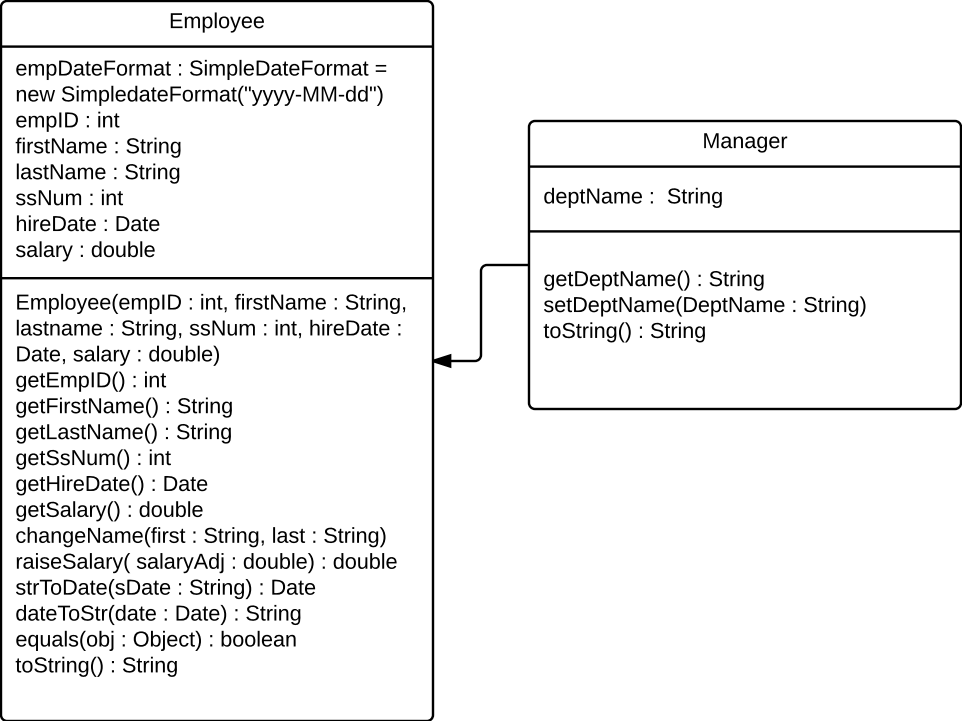 Employee
empDateFormat : SimpleDateFormat =
new SimpledateFormat("yyyy-MM-dd")
empID : int
firstName : String
lastName : String
ssNum : int
hireDate : Date
salary : double
Employee(empID : int, firstName : String,
lastname : String, ssNum : int, hireDate :
Date, salary : double)
getEmpID() : int
getFirstName() : String
getLastName() : String
getSsNum() : int
getHireDate() : Date
getSalary() : double
changeName(first : String, last : String)
raiseSalary( salaryAdj : double) : double
strToDate(sDate : String) : Date
dateToStr(date : Date) : String
equals(obj : Object) : boolean
toString() : String
Manager
deptName :  String
getDeptName() : String
setDeptName(DeptName : String)
toString() : String